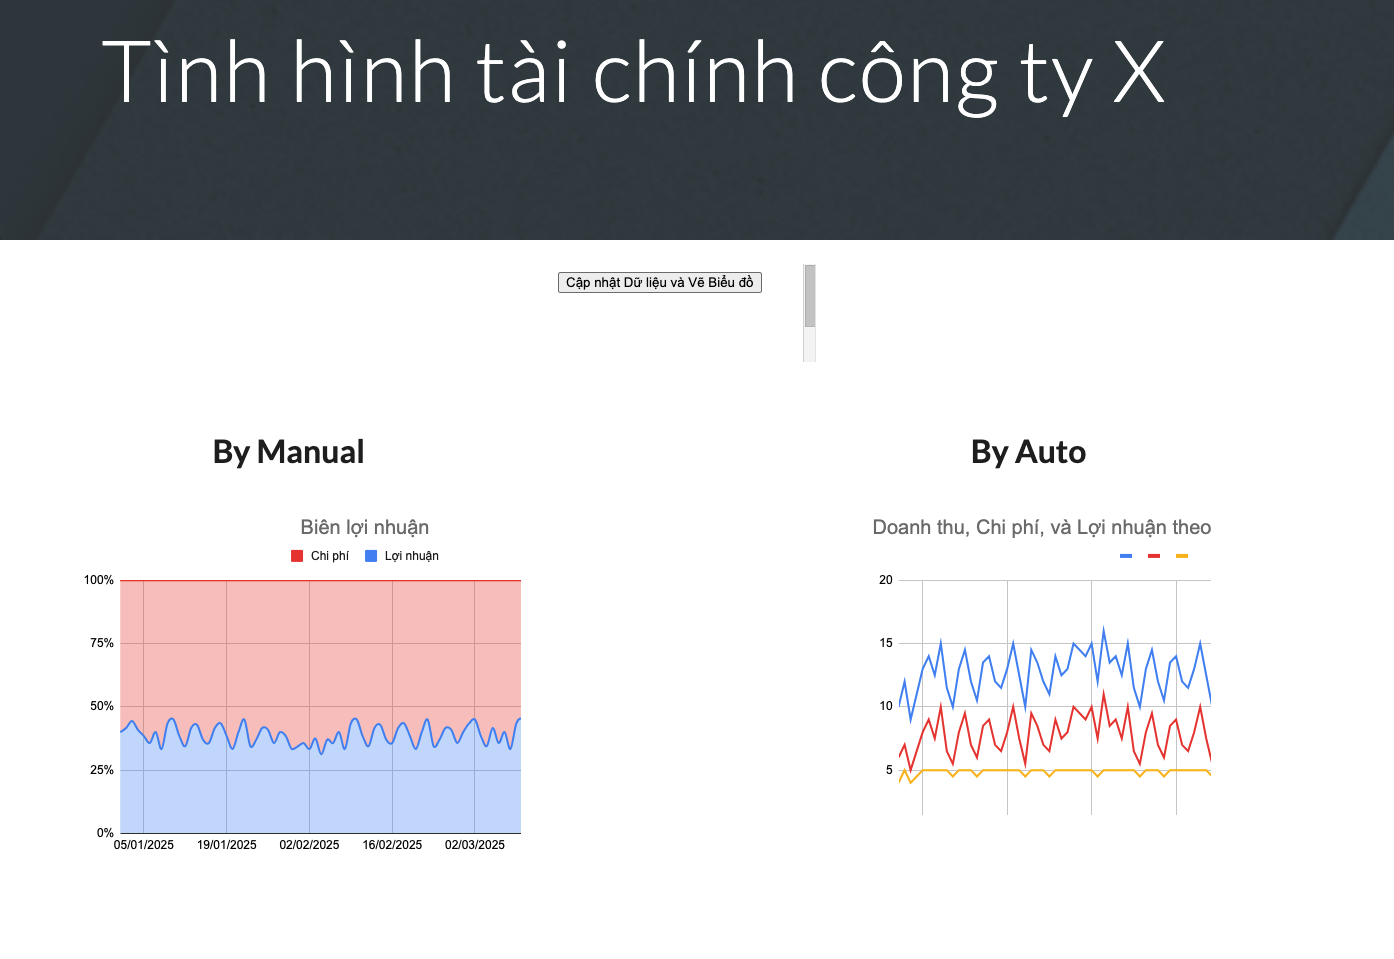 Tình hình tài chính công ty X
Cập nhật Dữ liệu và Vẽ Biểu đồ
By Manual
Biên lợi nhuận
Chi phí Lợi nhuận
100%
75%
50%
25%
0%
05/01/2025 19/01/2025 02/02/2025 16/02/2025 02/03/2025
By Auto
Doanh thu, Chi phí, và Lợi nhuận theo
20
15
10
5